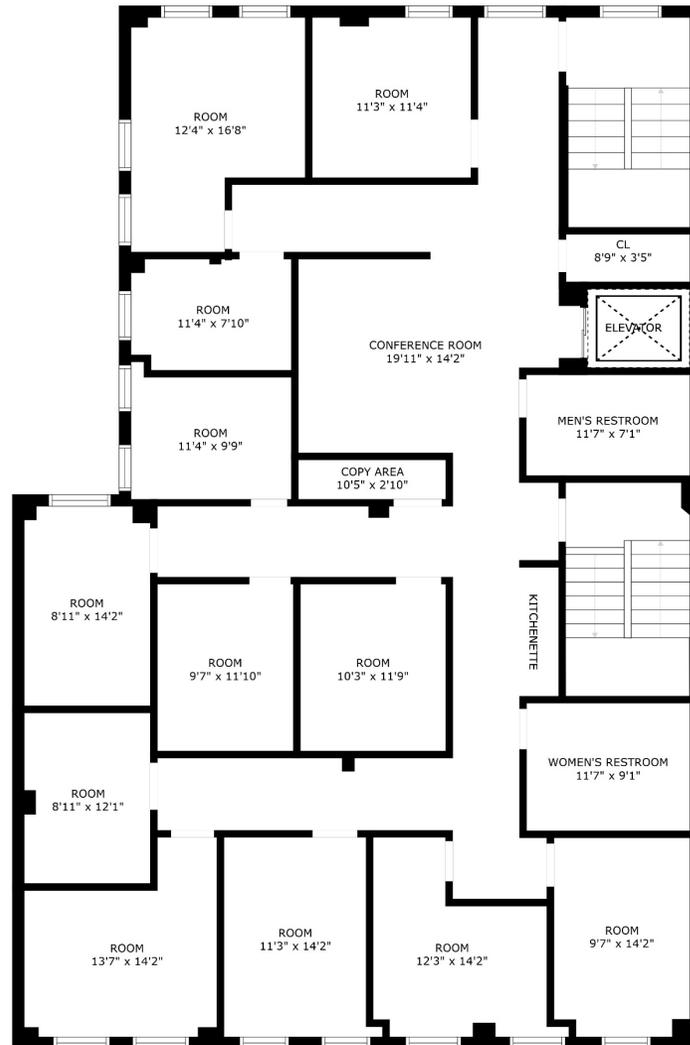 ROOM
12'4" x 16'8"
ROOM
11'3" x 11'4"
CL
8'9" x 3'5"
ROOM
11'4" x 7'10"
CONFERENCE ROOM
19'11" x 14'2"
ELEVATOR
MEN'S RESTROOM
11'7" x 7'1"
ROOM
11'4" x 9'9"
COPY AREA
10'5" x 2'10"
ROOM
8'11" x 14'2"
KITCHENETTE
ROOM
9'7" x 11'10"
ROOM
10'3" x 11'9"
WOMEN'S RESTROOM
11'7" x 9'1"
ROOM
8'11" x 12'1"
ROOM
13'7" x 14'2"
ROOM
11'3" x 14'2"
ROOM
12'3" x 14'2"
ROOM
9'7" x 14'2"